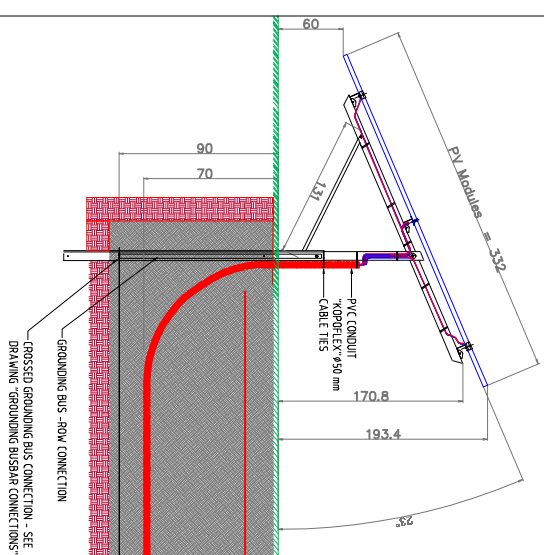 60
PV Modules = 332
90
70
131
PVC CONDUIT
"KOPOFLEX" ø50 mm
CABLE TIES
170.8
193.4
23°
GROUNDING BUS -ROW CONNECTION
CROSSED GROUNDING BUS CONNECTION - SEE
DRAWING "GROUNDING BUSBAR CONNECTIONS"